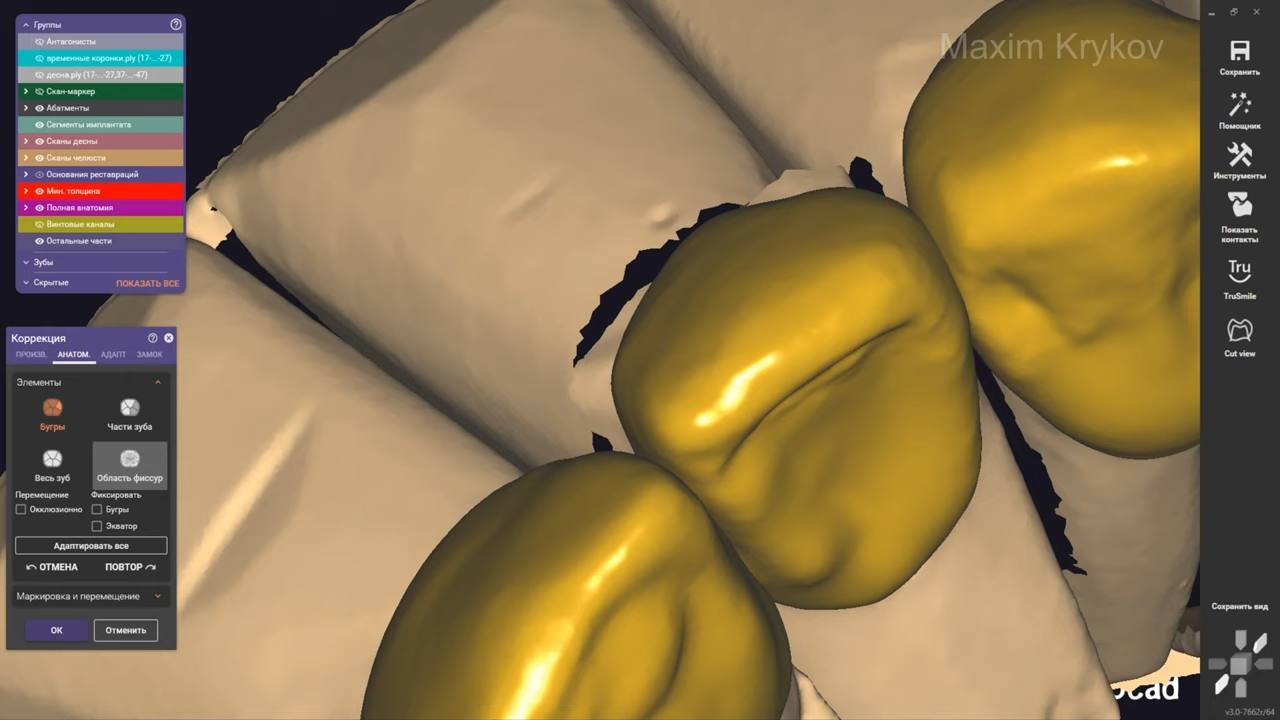 Группы
Антагонисты
временные коронки.ply (17-...-27)
десна.ply (17-...-27,37-...-47)
Скан-маркер
Абатменты
Сегменты имплантата
Сканы десны
Сканы челюсти
Основания реставраций
Мин. толщина
Полная анатомия
Винтовые каналы
Остальные части
Зубы
Скрытые ПОКАЗАТЬ ВСЕ
Коррекция
ПРОИЗВ. АНАТОМ. АДАПТ ЗАМОК
Элементы
Бугры Части зуба
Весь зуб Область фиссур
Перемещение Фиксировать
Окклюзионно Бугры
Экватор
Адаптировать все
ОТМЕНА ПОВТОР
Маркировка и перемещение
OK Отменить
Maxim Krykov
Сохранить
Помощник
Инструменты
Показать
контакты
Tru
TruSmile
Cut view
Сохранить вид
cad
v3.0-7662r/64